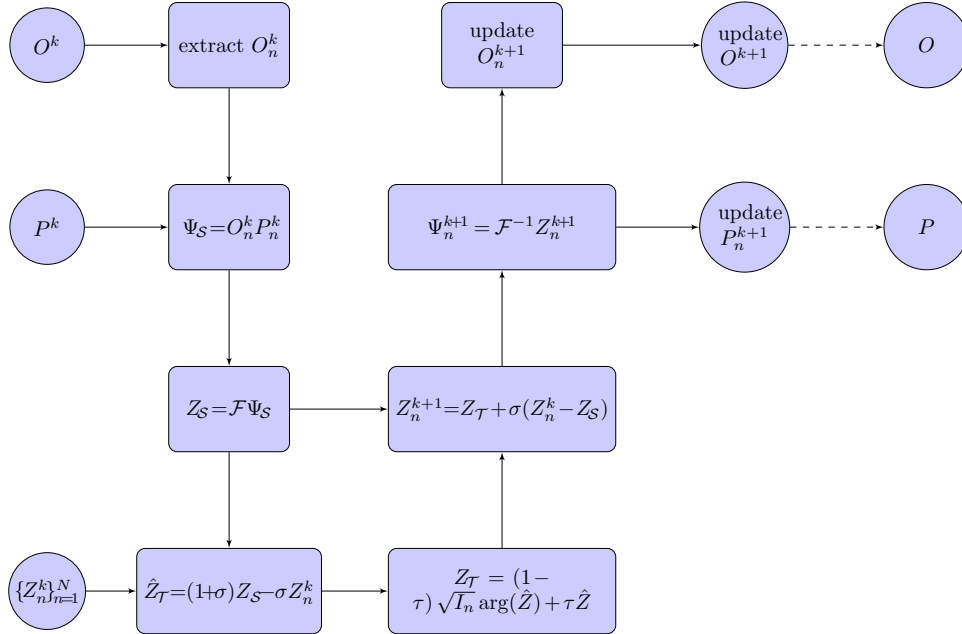 O^k
extract O_n^k
update
O_n^{k+1}
update
O^{k+1}
O
P^k
Ψ_𝒮=O_n^k P_n^k
Ψ_n^{k+1} = ℱ^{−1} Z_n^{k+1}
update
P_n^{k+1}
P
Z_𝒮=ℱΨ_𝒮
Z_n^{k+1}=Z_𝒯+σ(Z_n^k−Z_𝒮)
{Z_n^k}_{n=1}^N
Ẑ_𝒯=(1+σ)Z_𝒮−σZ_n^k
Z_𝒯 = (1−
τ)√I_n arg(Ẑ)+τẐ